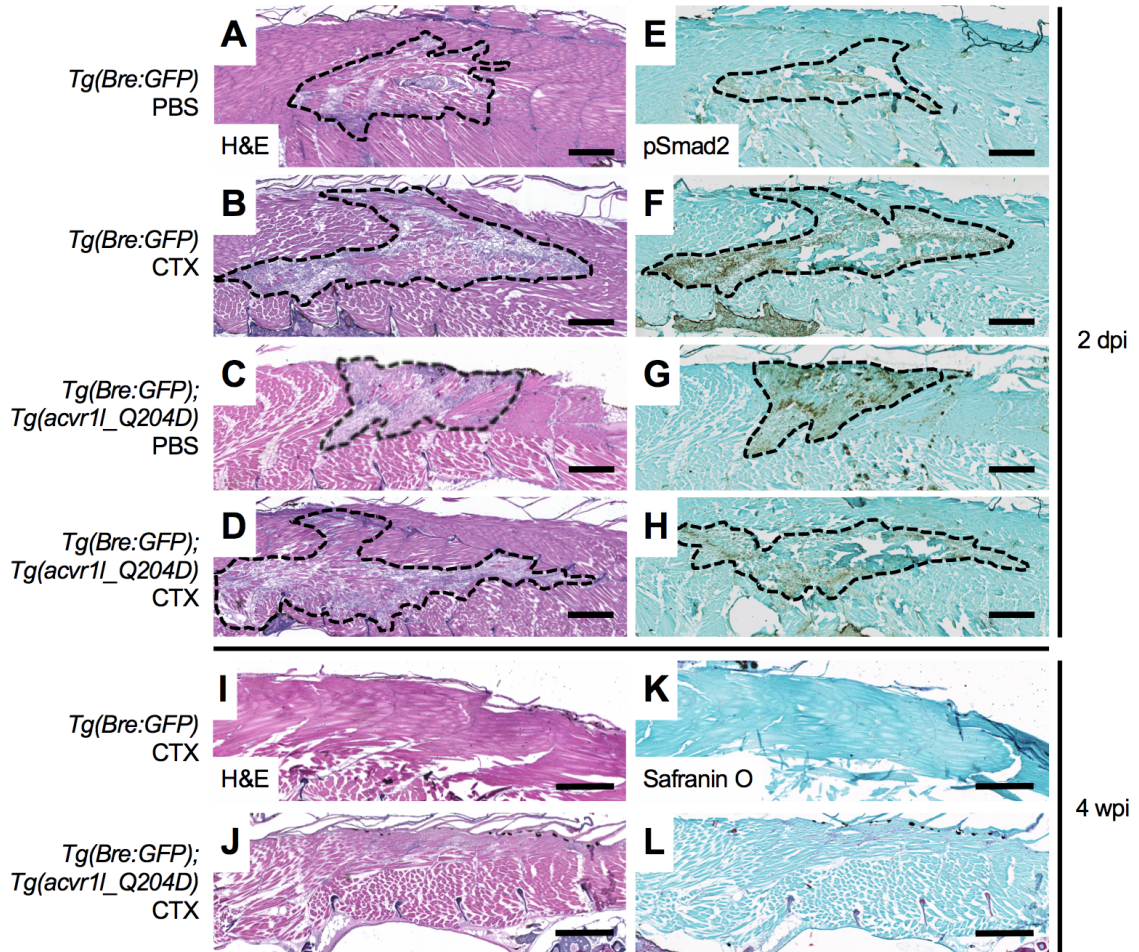 A
E
Tg(Bre:GFP)
PBS
H&E
pSmad2
B
F
Tg(Bre:GFP)
CTX
2 dpi
C
G
Tg(Bre:GFP);
Tg(acvr1l_Q204D)
PBS
D
H
Tg(Bre:GFP);
Tg(acvr1l_Q204D)
CTX
I
K
Tg(Bre:GFP)
CTX
H&E
Safranin O
4 wpi
J
L
Tg(Bre:GFP);
Tg(acvr1l_Q204D)
CTX